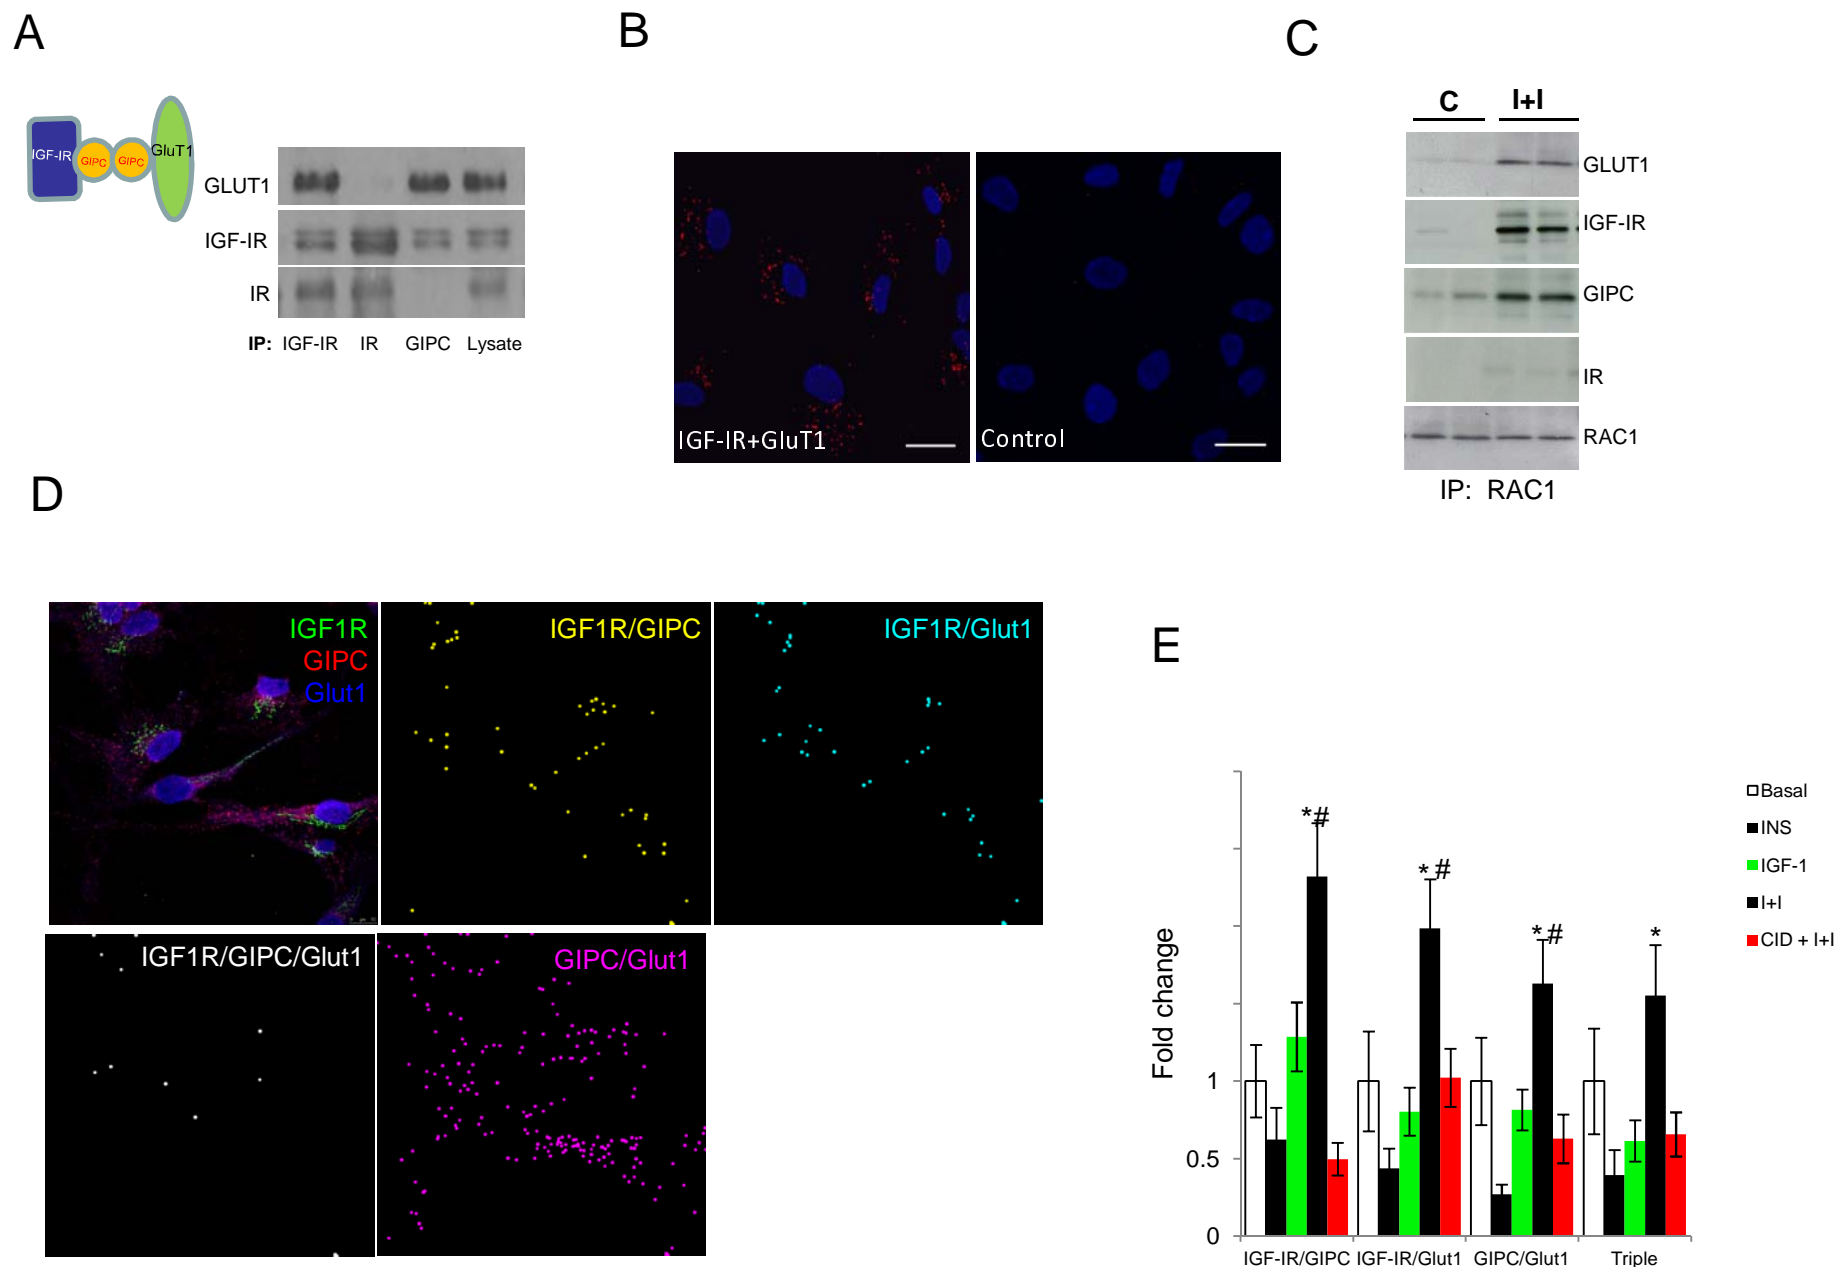 A
IGF-IR
GIPC
GIPC
GluT1
GLUT1
IGF-IR
IR
IP: IGF-IR IR GIPC Lysate
B
IGF-IR+GluT1
Control
C
C I+I
GLUT1
IGF-IR
GIPC
IR
RAC1
IP: RAC1
D
IGF1R
GIPC
Glut1
IGF1R/GIPC
IGF1R/Glut1
IGF1R/GIPC/Glut1
GIPC/Glut1
E
Fold change
1
0.5
0
*#
*#
*#
*
IGF-IR/GIPC IGF-IR/Glut1 GIPC/Glut1 Triple
Basal
INS
IGF-1
I+I
CID + I+I